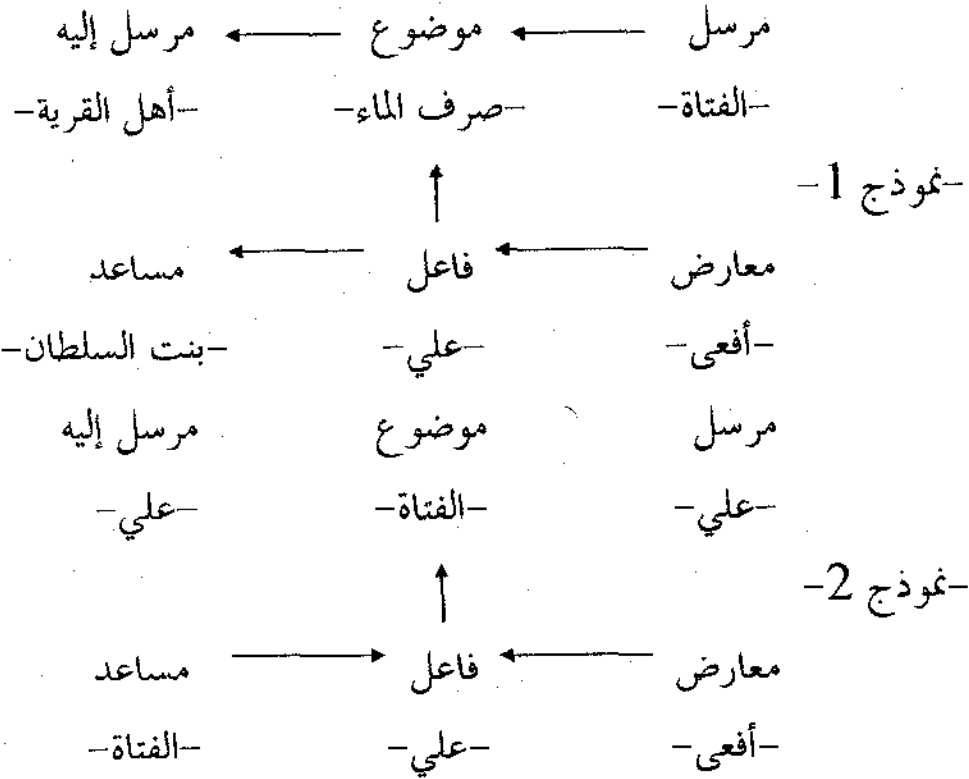 مرسل موضوع مرسل إليه
-الفتاة- -صرف الماء- -أهل القرية-
-نموذج 1-
معارض فاعل مساعد
-أفعى- -علي- -بنت السلطان-
مرسل موضوع مرسل إليه
-علي- -الفتاة- -علي-
-نموذج 2-
معارض فاعل مساعد
-أفعى- -علي- -الفتاة-